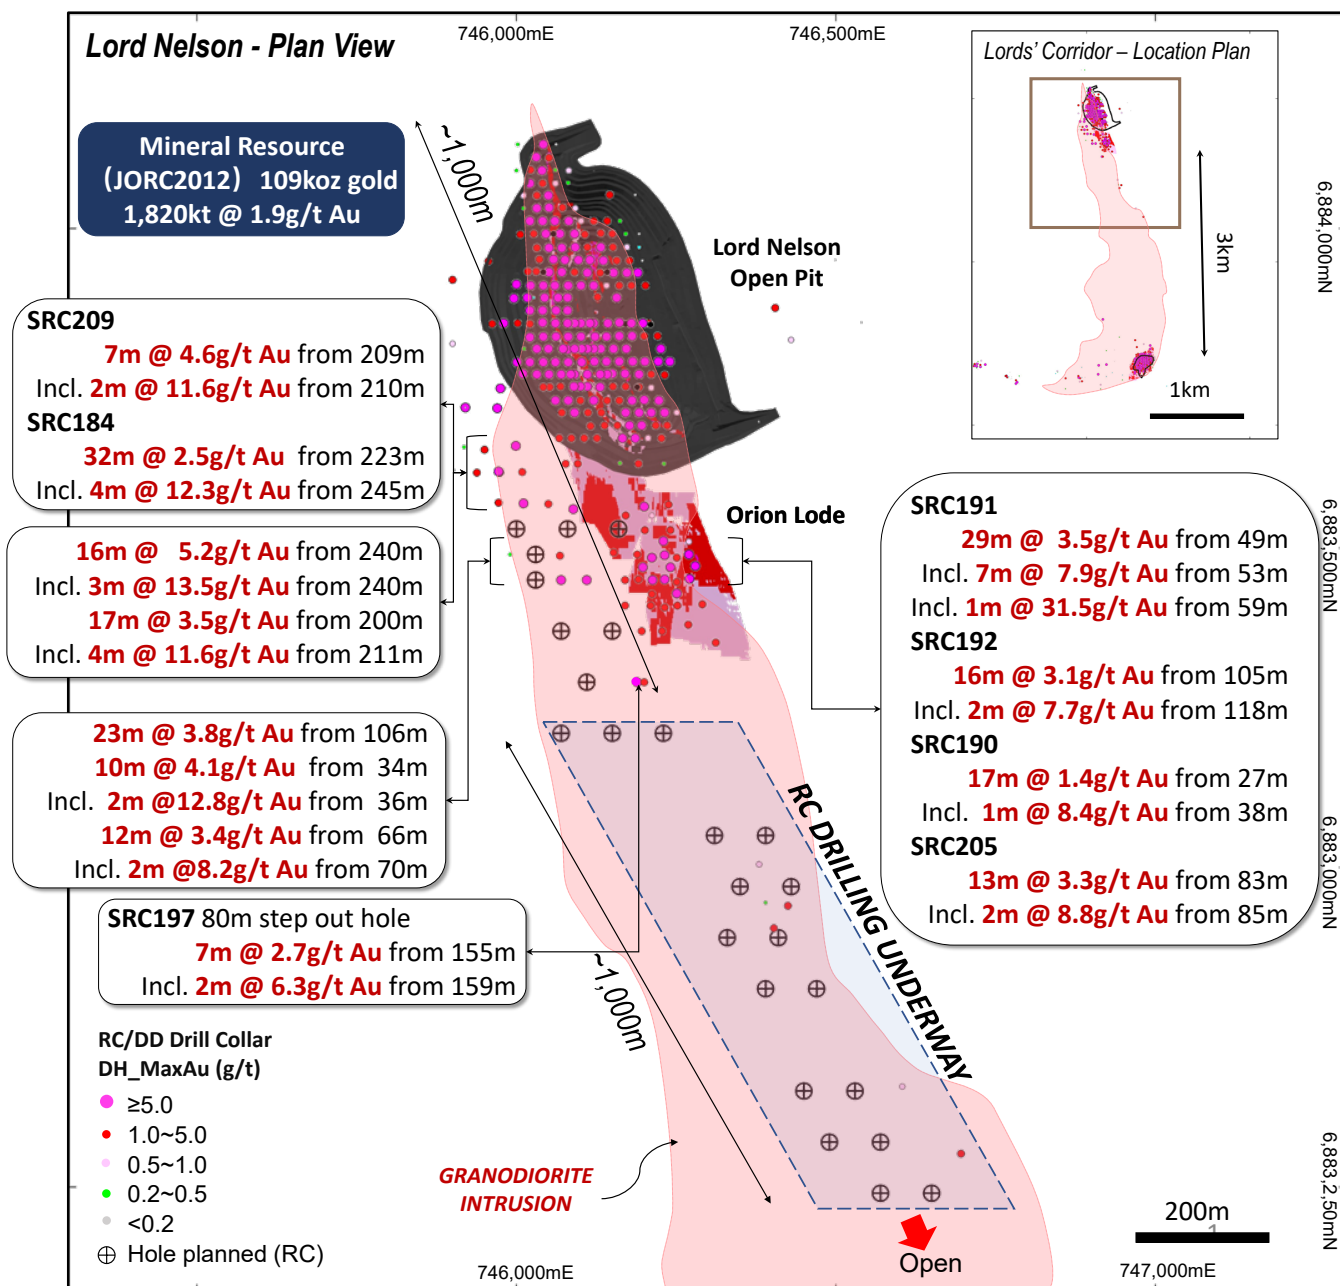 Lord Nelson - Plan View
746,000mE
746,500mE
Lords' Corridor – Location Plan
Mineral Resource
(JORC2012) 109koz gold
1,820kt @ 1.9g/t Au
~1,000m
3km
1km
6,884,000mN
Lord Nelson
Open Pit
SRC209
7m @ 4.6g/t Au from 209m
Incl. 2m @ 11.6g/t Au from 210m
SRC184
32m @ 2.5g/t Au from 223m
Incl. 4m @ 12.3g/t Au from 245m
16m @ 5.2g/t Au from 240m
Incl. 3m @ 13.5g/t Au from 240m
17m @ 3.5g/t Au from 200m
Incl. 4m @ 11.6g/t Au from 211m
23m @ 3.8g/t Au from 106m
10m @ 4.1g/t Au from 34m
Incl. 2m @12.8g/t Au from 36m
12m @ 3.4g/t Au from 66m
Incl. 2m @8.2g/t Au from 70m
SRC197 80m step out hole
7m @ 2.7g/t Au from 155m
Incl. 2m @ 6.3g/t Au from 159m
Orion Lode
6,883,500mN
SRC191
29m @ 3.5g/t Au from 49m
Incl. 7m @ 7.9g/t Au from 53m
Incl. 1m @ 31.5g/t Au from 59m
SRC192
16m @ 3.1g/t Au from 105m
Incl. 2m @ 7.7g/t Au from 118m
SRC190
17m @ 1.4g/t Au from 27m
Incl. 1m @ 8.4g/t Au from 38m
SRC205
13m @ 3.3g/t Au from 83m
Incl. 2m @ 8.8g/t Au from 85m
6,883,000mN
RC DRILLING UNDERWAY
~1,000m
RC/DD Drill Collar
DH_MaxAu (g/t)
≥5.0
1.0~5.0
0.5~1.0
0.2~0.5
<0.2
Hole planned (RC)
GRANODIORITE
INTRUSION
Open
200m
1
6,883,2,50mN
746,000mE
747,000mE